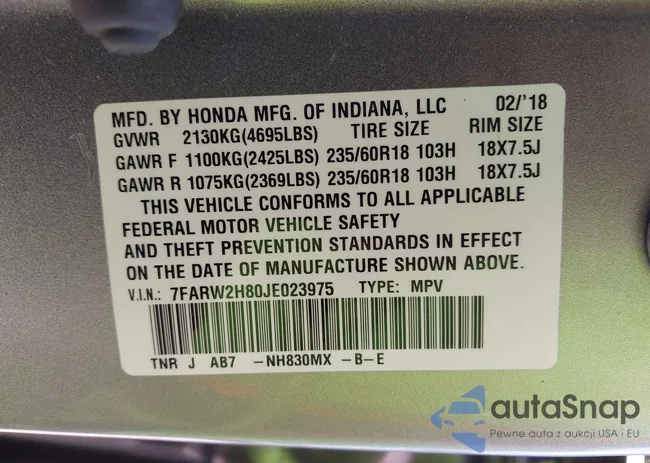 MFD. BY HONDA MFG. OF INDIANA, LLC 02/'18
GVWR 2130KG(4695LBS) TIRE SIZE RIM SIZE
GAWR F 1100KG(2425LBS) 235/60R18 103H 18X7.5J
GAWR R 1075KG(2369LBS) 235/60R18 103H 18X7.5J
THIS VEHICLE CONFORMS TO ALL APPLICABLE
FEDERAL MOTOR VEHICLE SAFETY
AND THEFT PREVENTION STANDARDS IN EFFECT
ON THE DATE OF MANUFACTURE SHOWN ABOVE.
V.I.N.: 7FARW2H80JE023975 TYPE: MPV
TNR J AB7 -NH830MX -B-E
autaSnap
Pewne auta z aukcji USA i EU